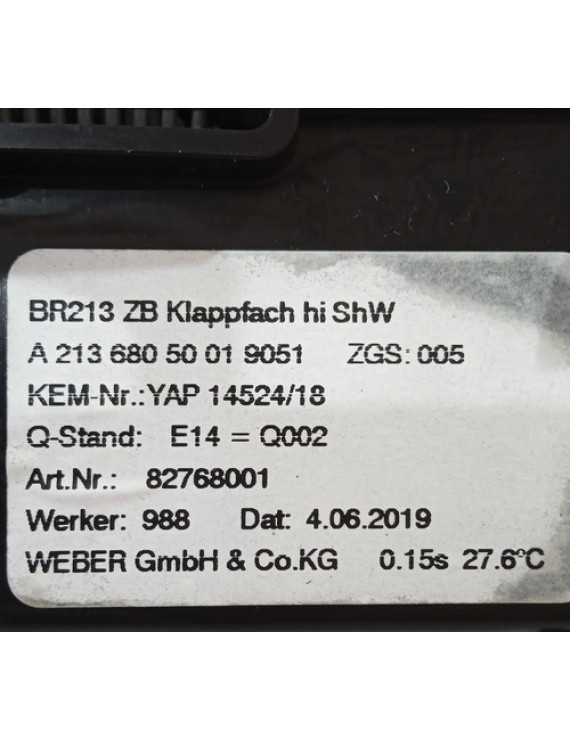 BR213 ZB Klappfach hi ShW
A 213 680 50 01 9051 ZGS: 005
KEM-Nr.:YAP 14524/18
Q-Stand: E14 = Q002
Art.Nr.: 82768001
Werker: 988 Dat: 4.06.2019
WEBER GmbH & Co.KG 0.15s 27.6°C